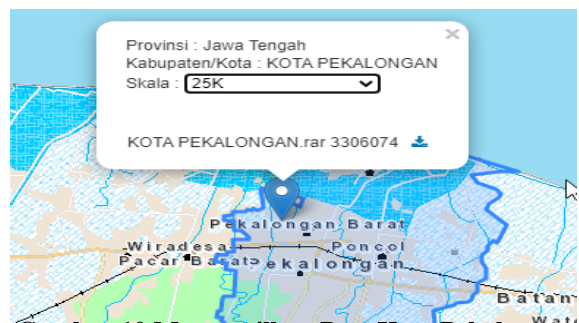 Provinsi : Jawa Tengah
Kabupaten/Kota : KOTA PEKALONGAN
Skala : 25K
KOTA PEKALONGAN.rar 3306074
Pekalongan Barat
Wiradesa
Poncol
Pacar Barat
Pekalongan
Batan